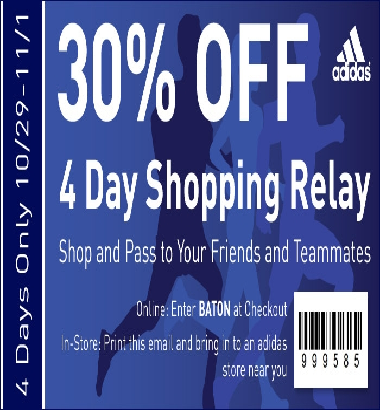 4 Days Only 10/29-11/1
30% OFF
adidas
4 Day Shopping Relay
Shop and Pass to Your Friends and Teammates
Online: Enter BATON at Checkout
In-Store: Print this email and bring in to an adidas
store near you
999585